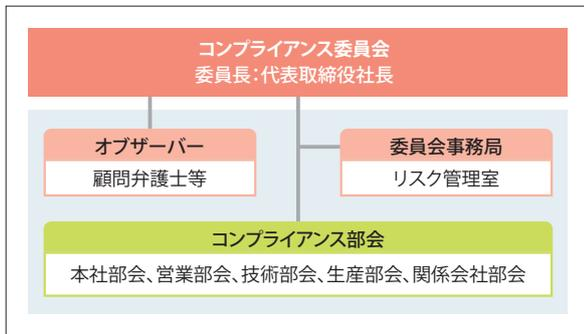 コンプライアンス委員会
委員長：代表取締役社長
オブザーバー
顧問弁護士等
委員会事務局
リスク管理室
コンプライアンス部会
本社部会、営業部会、技術部会、生産部会、関係会社部会